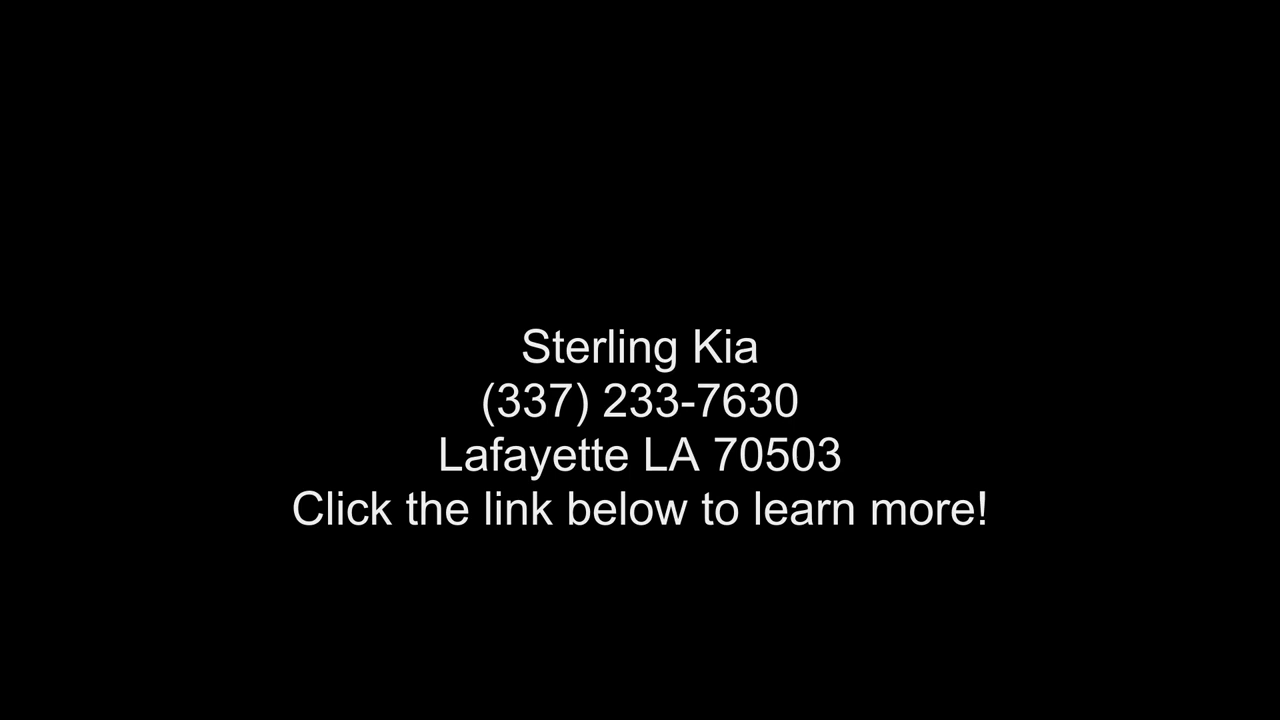 Sterling Kia
(337) 233-7630
Lafayette LA 70503
Click the link below to learn more!